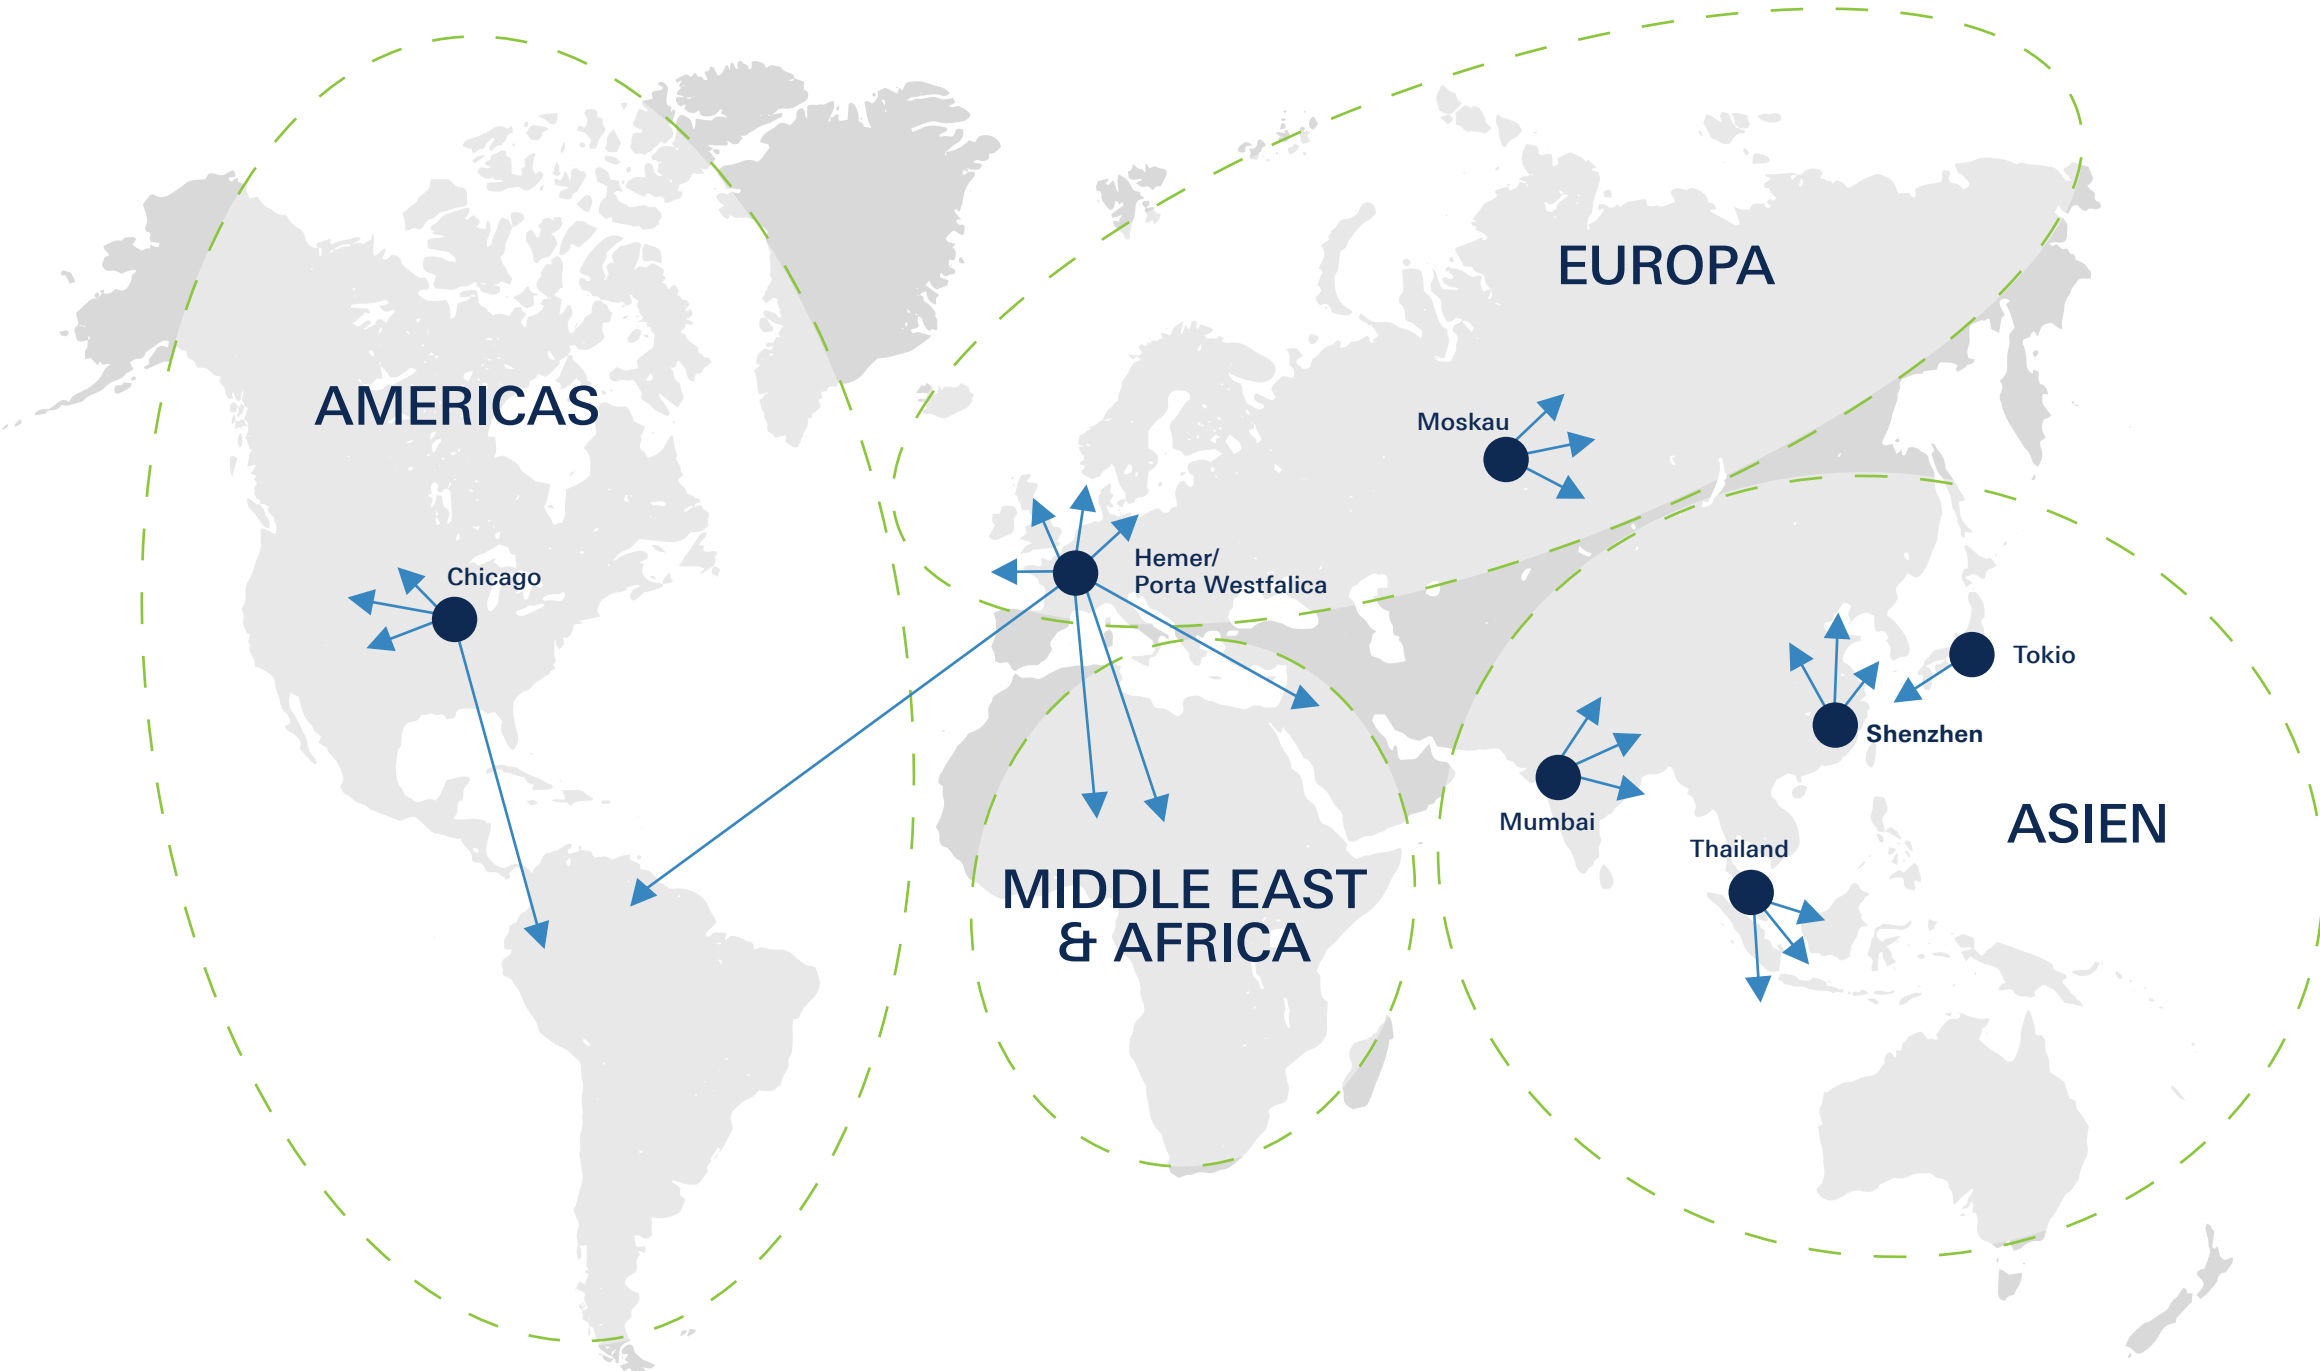 EUROPA
AMERICAS
Moskau
Hemer/
Porta Westfalica
Chicago
Tokio
Shenzhen
Mumbai
ASIEN
Thailand
MIDDLE EAST
& AFRICA